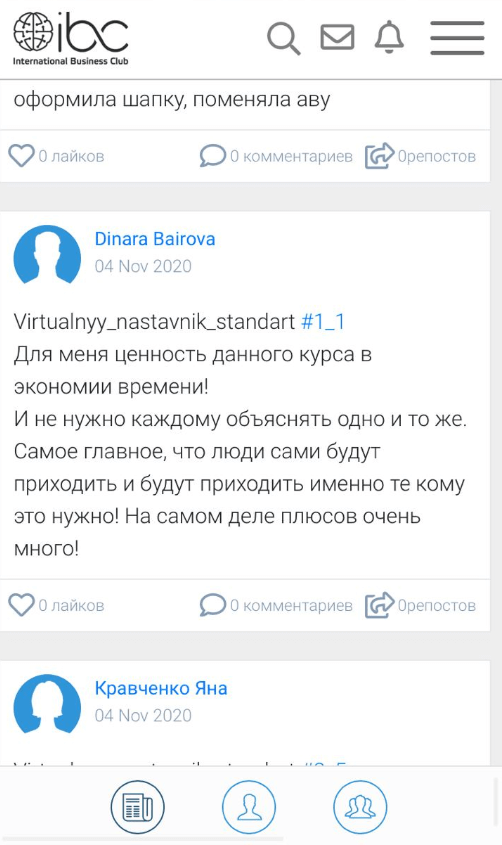 ibc
International Business Club
оформила шапку, поменяла аву
0 лайков
0 комментариев
0репостов
Dinara Bairova
04 Nov 2020
Virtualnyy_nastavnik_standart #1_1
Для меня ценность данного курса в
экономии времени!
И не нужно каждому объяснять одно и то же.
Самое главное, что люди сами будут
приходить и будут приходить именно те кому
это нужно! На самом деле плюсов очень
много!
0 лайков
0 комментариев
0репостов
Кравченко Яна
04 Nov 2020